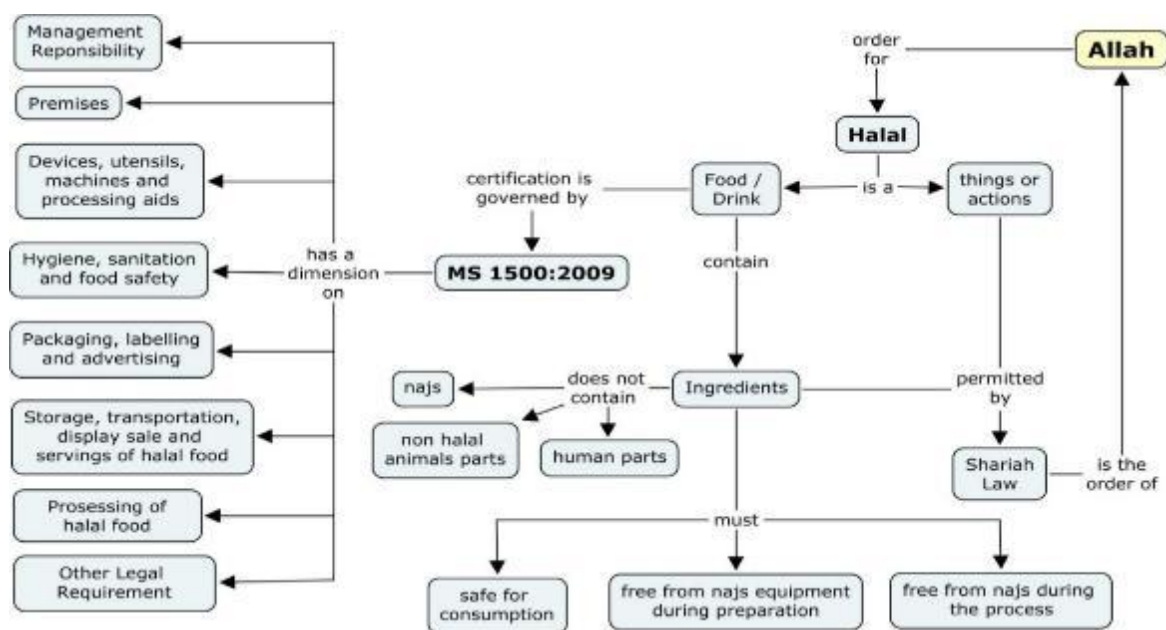 Management
Reponsibility
Premises
Devices, utensils,
machines and
processing aids
Hygiene, sanitation
and food safety
Packaging, labelling
and advertising
Storage, transportation,
display sale and
servings of halal food
Prosessing of
halal food
Other Legal
Requirement
has a
dimension
on
certification is
governed by
MS 1500:2009
order
for
Allah
Halal
Food /
Drink
is a
things or
actions
contain
najs
does not
contain
Ingredients
permitted
by
non halal
animals parts
human parts
Shariah
Law
is the
order of
must
safe for
consumption
free from najs equipment
during preparation
free from najs during
the process